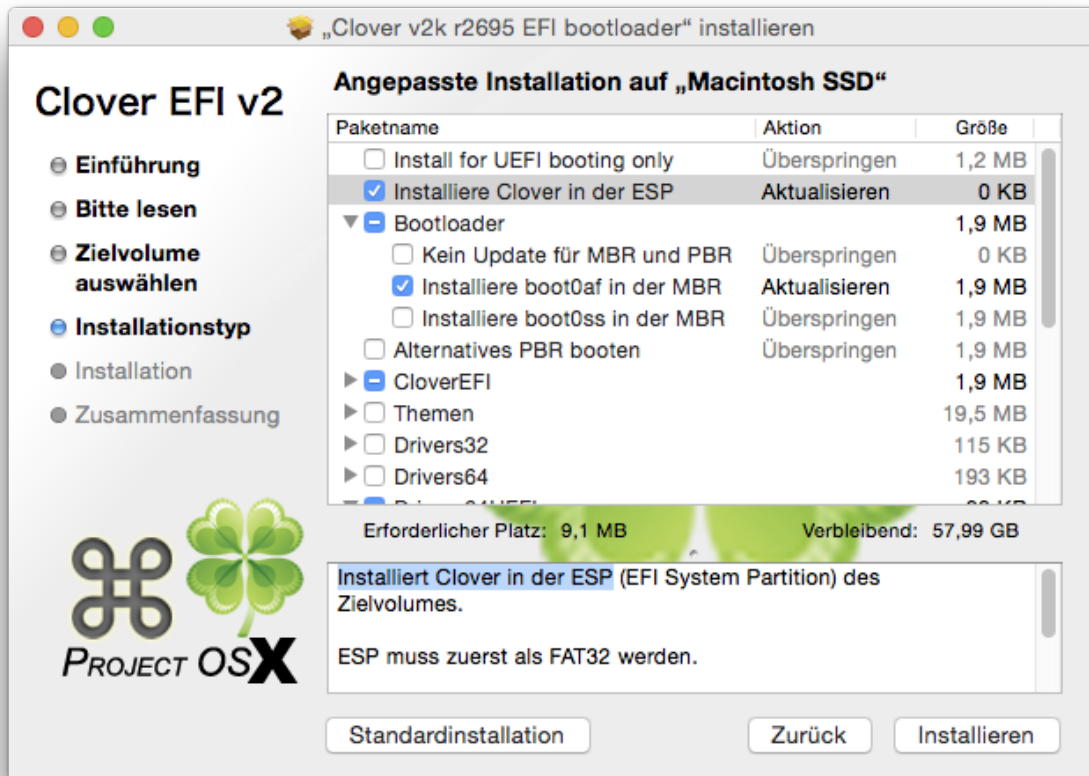 „Clover v2k r2695 EFI bootloader“ installieren
Clover EFI v2
Einführung
Bitte lesen
Zielvolume
auswählen
Installationstyp
Installation
Zusammenfassung
PROJECT OSX
Angepasste Installation auf „Macintosh SSD“
Paketname Aktion Größe
Install for UEFI booting only Überspringen 1,2 MB
Installiere Clover in der ESP Aktualisieren 0 KB
Bootloader 1,9 MB
Kein Update für MBR und PBR Überspringen 0 KB
Installiere boot0af in der MBR Aktualisieren 1,9 MB
Installiere boot0ss in der MBR Überspringen 1,9 MB
Alternatives PBR booten Überspringen 1,9 MB
CloverEFI 1,9 MB
Themen 19,5 MB
Drivers32 115 KB
Drivers64 193 KB
Erforderlicher Platz: 9,1 MB Verbleibend: 57,99 GB
Installiert Clover in der ESP (EFI System Partition) des
Zielvolumes.
ESP muss zuerst als FAT32 werden.
Standardinstallation Zurück Installieren